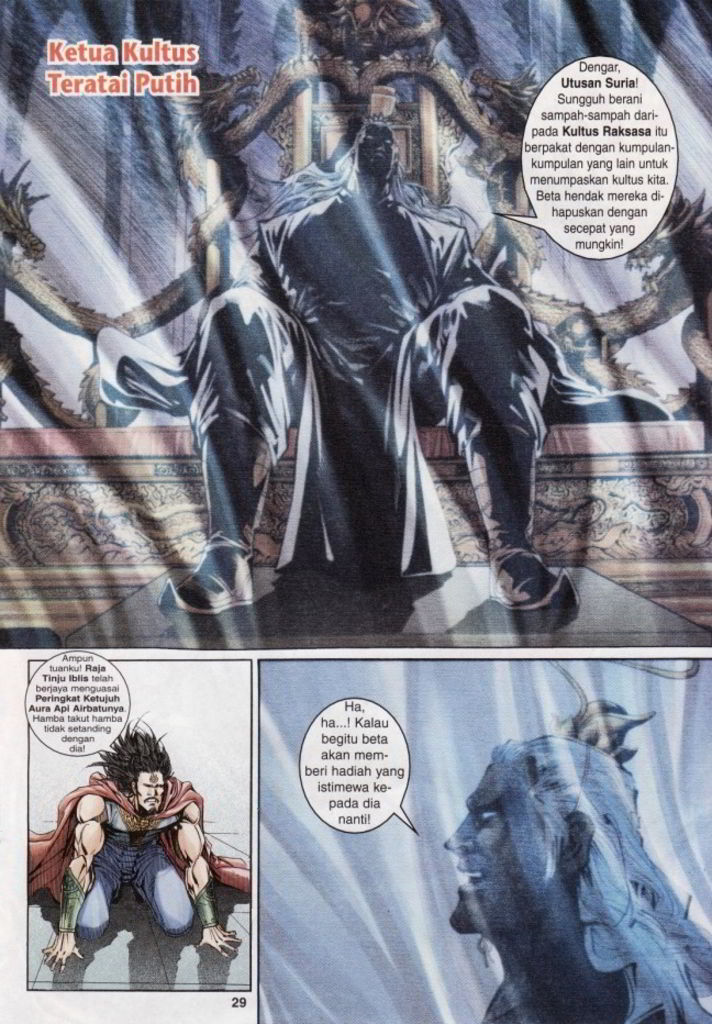 Ketua Kultus
Teratai Putih
Dengar,
Utusan Suria!
Sungguh berani
sampah-sampah dari-
pada Kultus Raksasa itu
berpakat dengan kumpulan-
kumpulan yang lain untuk
menumpaskan kultus kita.
Beta hendak mereka di-
hapuskan dengan
secepat yang
mungkin!
Ampun
tuanku! Raja
Tinju Iblis telah
berjaya menguasai
Peringkat Ketujuh
Aura Api Airbatunya.
Hamba takut hamba
tidak setanding
dengan
dia!
Ha,
ha...! Kalau
begitu beta
akan mem-
beri hadiah yang
istimewa ke-
pada dia
nanti!
29